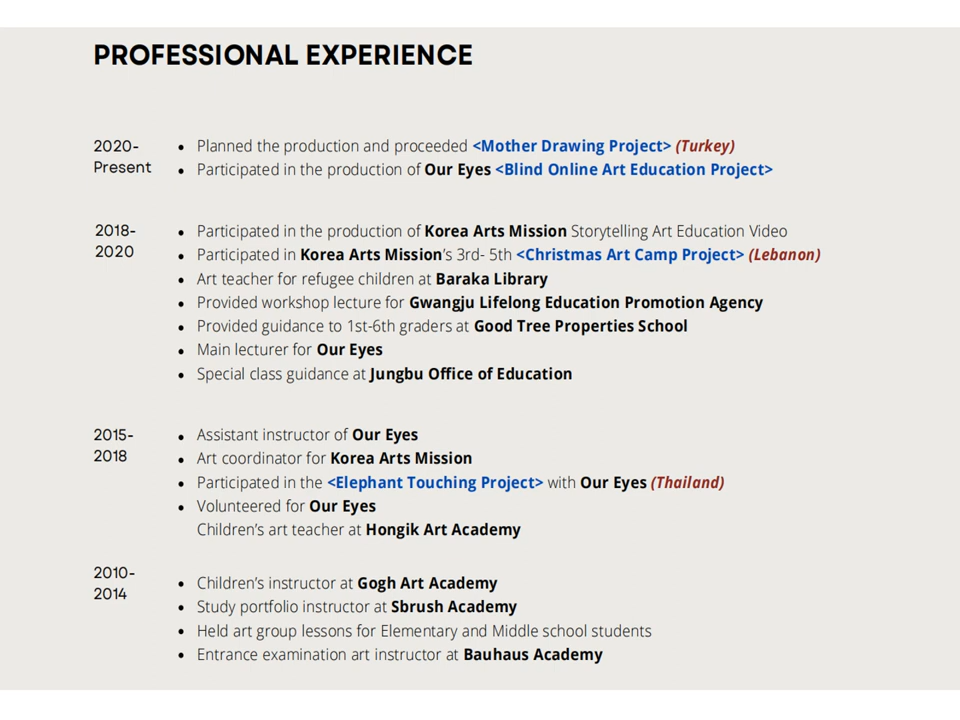 PROFESSIONAL EXPERIENCE
2020-
Present
• Planned the production and proceeded <Mother Drawing Project> (Turkey)
• Participated in the production of Our Eyes <Blind Online Art Education Project>
2018-
2020
• Participated in the production of Korea Arts Mission Storytelling Art Education Video
• Participated in Korea Arts Mission's 3rd- 5th <Christmas Art Camp Project> (Lebanon)
• Art teacher for refugee children at Baraka Library
• Provided workshop lecture for Gwangju Lifelong Education Promotion Agency
• Provided guidance to 1st-6th graders at Good Tree Properties School
• Main lecturer for Our Eyes
• Special class guidance at Jungbu Office of Education
2015-
2018
• Assistant instructor of Our Eyes
• Art coordinator for Korea Arts Mission
• Participated in the <Elephant Touching Project> with Our Eyes (Thailand)
• Volunteered for Our Eyes
Children's art teacher at Hongik Art Academy
2010-
2014
• Children's instructor at Gogh Art Academy
• Study portfolio instructor at Sbrush Academy
• Held art group lessons for Elementary and Middle school students
• Entrance examination art instructor at Bauhaus Academy